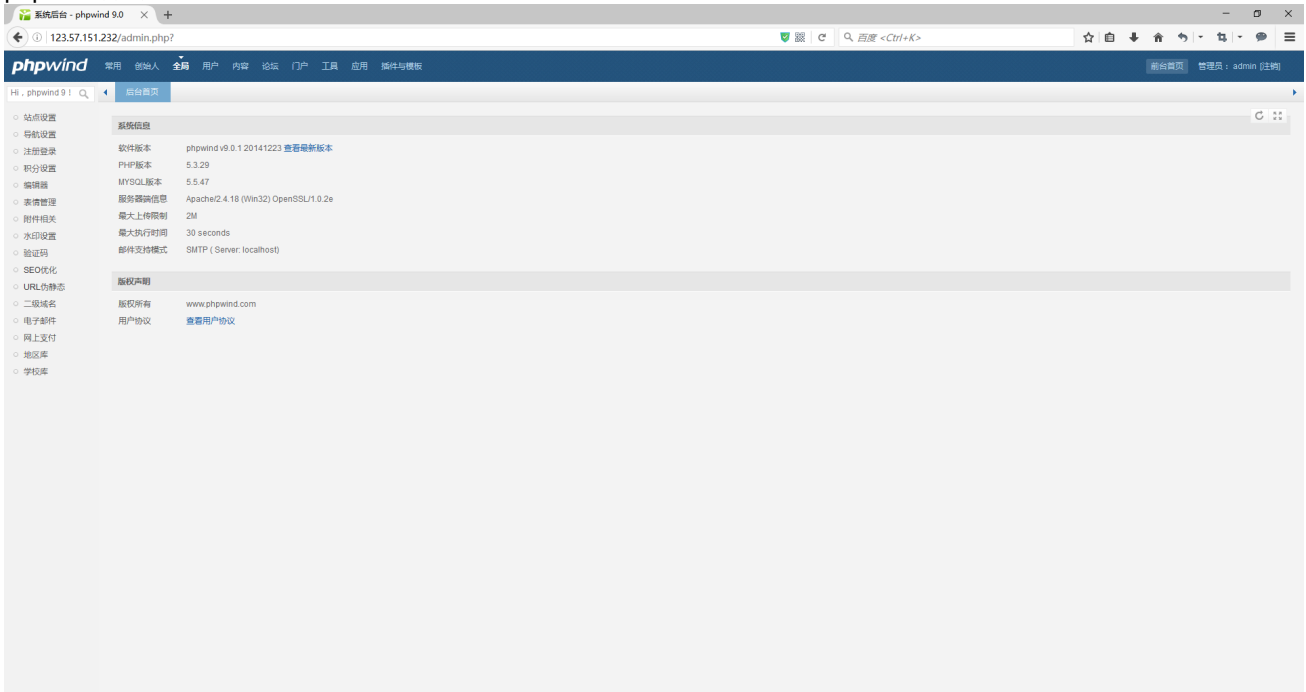 系统后台 - phpwind 9.0
123.57.151.232/admin.php?
百度 <Ctrl+K>
phpwind 常用 创始人 全局 用户 内容 论坛 门户 工具 应用 插件与模板 前台首页 管理员：admin [注销]
Hi，phpwind 9！ 后台首页
站点设置
导航设置
注册登录
积分设置
编辑器
表情管理
附件相关
水印设置
验证码
SEO优化
URL伪静态
二级域名
电子邮件
网上支付
地区库
学校库
系统信息
软件版本 phpwind v9.0.1 20141223 查看最新版本
PHP版本 5.3.29
MYSQL版本 5.5.47
服务器端信息 Apache/2.4.18 (Win32) OpenSSL/1.0.2e
最大上传限制 2M
最大执行时间 30 seconds
邮件支持模式 SMTP ( Server: localhost)
版权声明
版权所有 www.phpwind.com
用户协议 查看用户协议